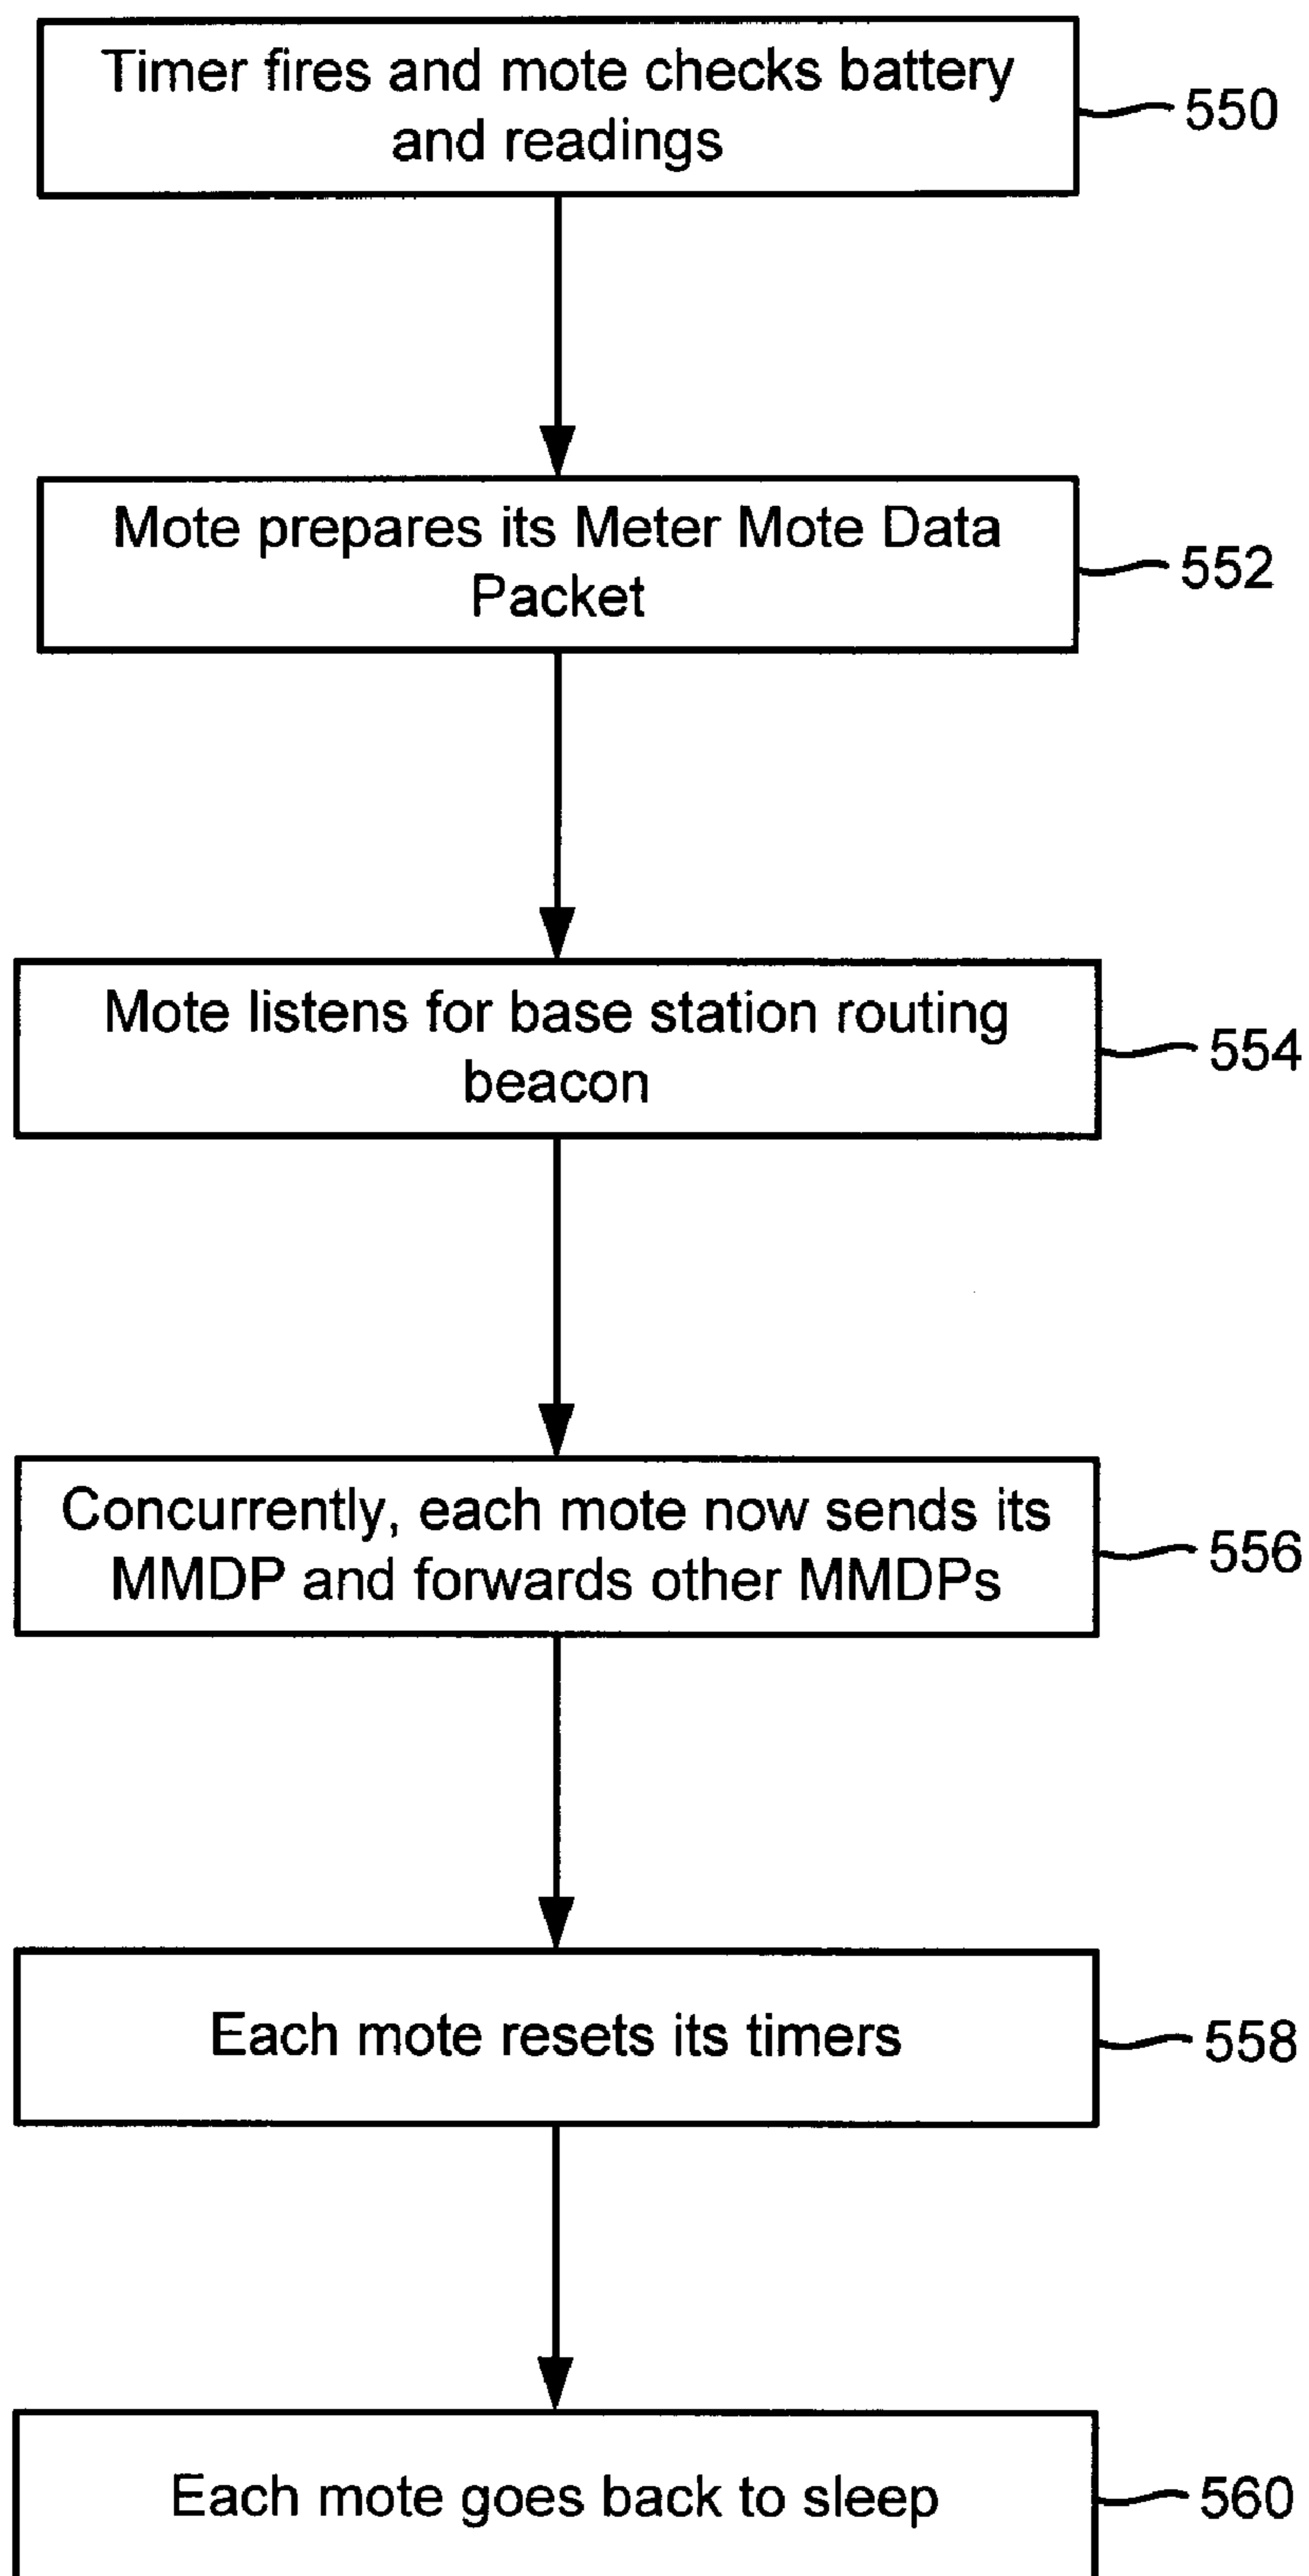 Timer fires and mote checks battery
and readings
550
Mote prepares its Meter Mote Data
Packet
552
Mote listens for base station routing
beacon
554
Concurrently, each mote now sends its
MMDP and forwards other MMDPs
556
Each mote resets its timers
558
Each mote goes back to sleep
560